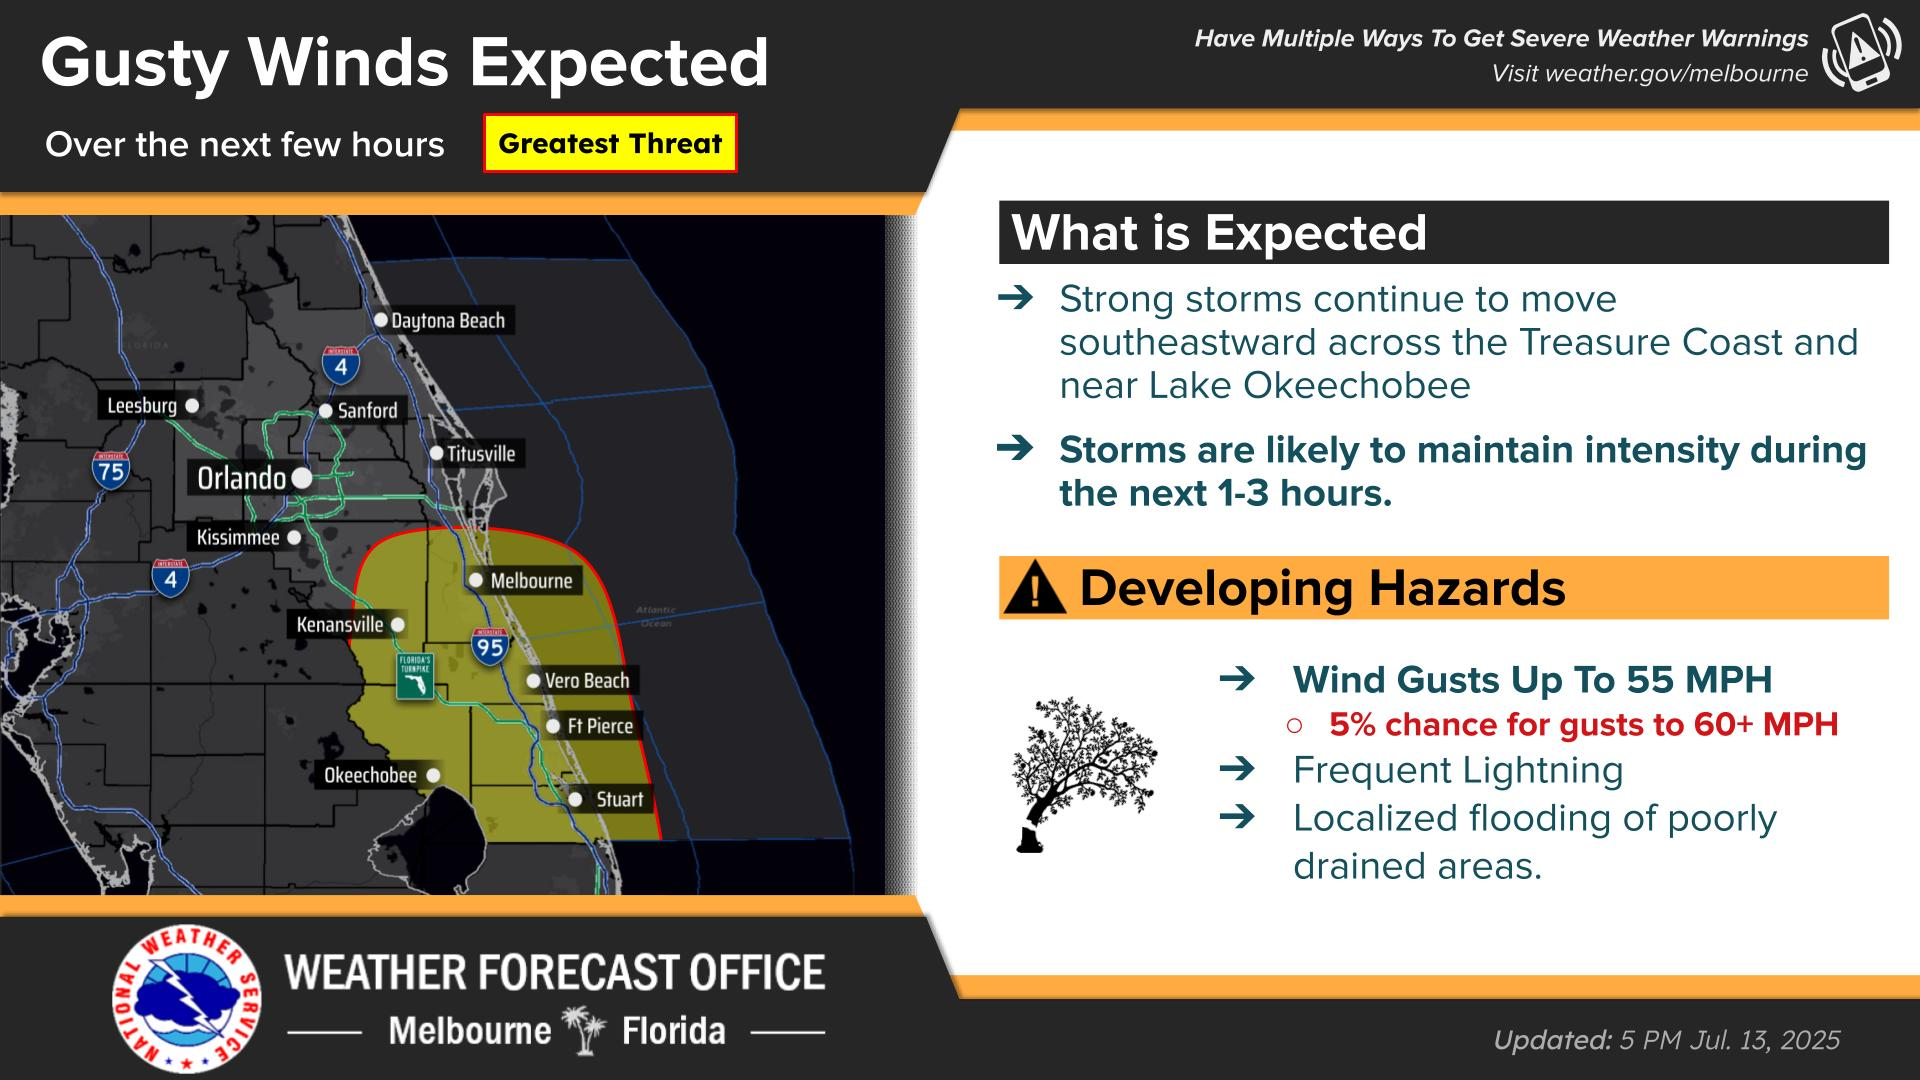 Gusty Winds Expected
Over the next few hours
Greatest Threat
Have Multiple Ways To Get Severe Weather Warnings
Visit weather.gov/melbourne
FLORIDA
Daytona Beach
INTERSTATE
4
Leesburg
Sanford
INTERSTATE
75
Titusville
Orlando
Kissimmee
INTERSTATE
4
Melbourne
Atlantic
Ocean
Kenansville
INTERSTATE
95
FLORIDA'S
TURNPIKE
Vero Beach
Ft Pierce
Okeechobee
Stuart
What is Expected
➔ Strong storms continue to move
southeastward across the Treasure Coast and
near Lake Okeechobee
➔ Storms are likely to maintain intensity during
the next 1-3 hours.
Developing Hazards
➔ Wind Gusts Up To 55 MPH
○ 5% chance for gusts to 60+ MPH
➔ Frequent Lightning
➔ Localized flooding of poorly
drained areas.
NATIONAL WEATHER SERVICE
WEATHER FORECAST OFFICE
Melbourne Florida
Updated: 5 PM Jul. 13, 2025